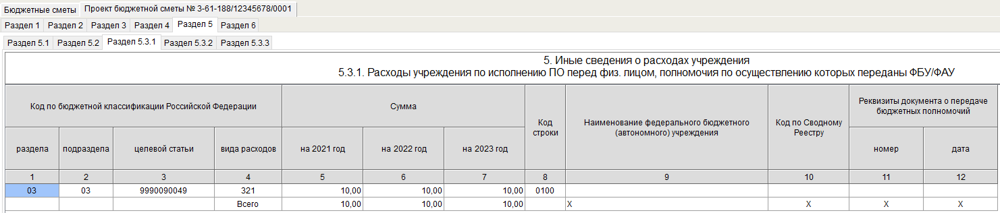 Бюджетные сметы Проект бюджетной сметы № 3-61-188/12345678/0001
Раздел 1 Раздел 2 Раздел 3 Раздел 4 Раздел 5 Раздел 6
Раздел 5.1 Раздел 5.2 Раздел 5.3.1 Раздел 5.3.2 Раздел 5.3.3
5. Иные сведения о расходах учреждения
5.3.1. Расходы учреждения по исполнению ПО перед физ. лицом, полномочия по осуществлению которых переданы ФБУ/ФАУ
Код по бюджетной классификации Российской Федерации
Сумма
Код
строки
Наименование федерального бюджетного
(автономного) учреждения
Код по Сводному
Реестру
Реквизиты документа о передаче
бюджетных полномочий
раздела подраздела целевой статьи вида расходов на 2021 год на 2022 год на 2023 год номер дата
1 2 3 4 5 6 7 8 9 10 11 12
03 03 9990090049 321 10,00 10,00 10,00 0100
Всего 10,00 10,00 10,00 X X X X